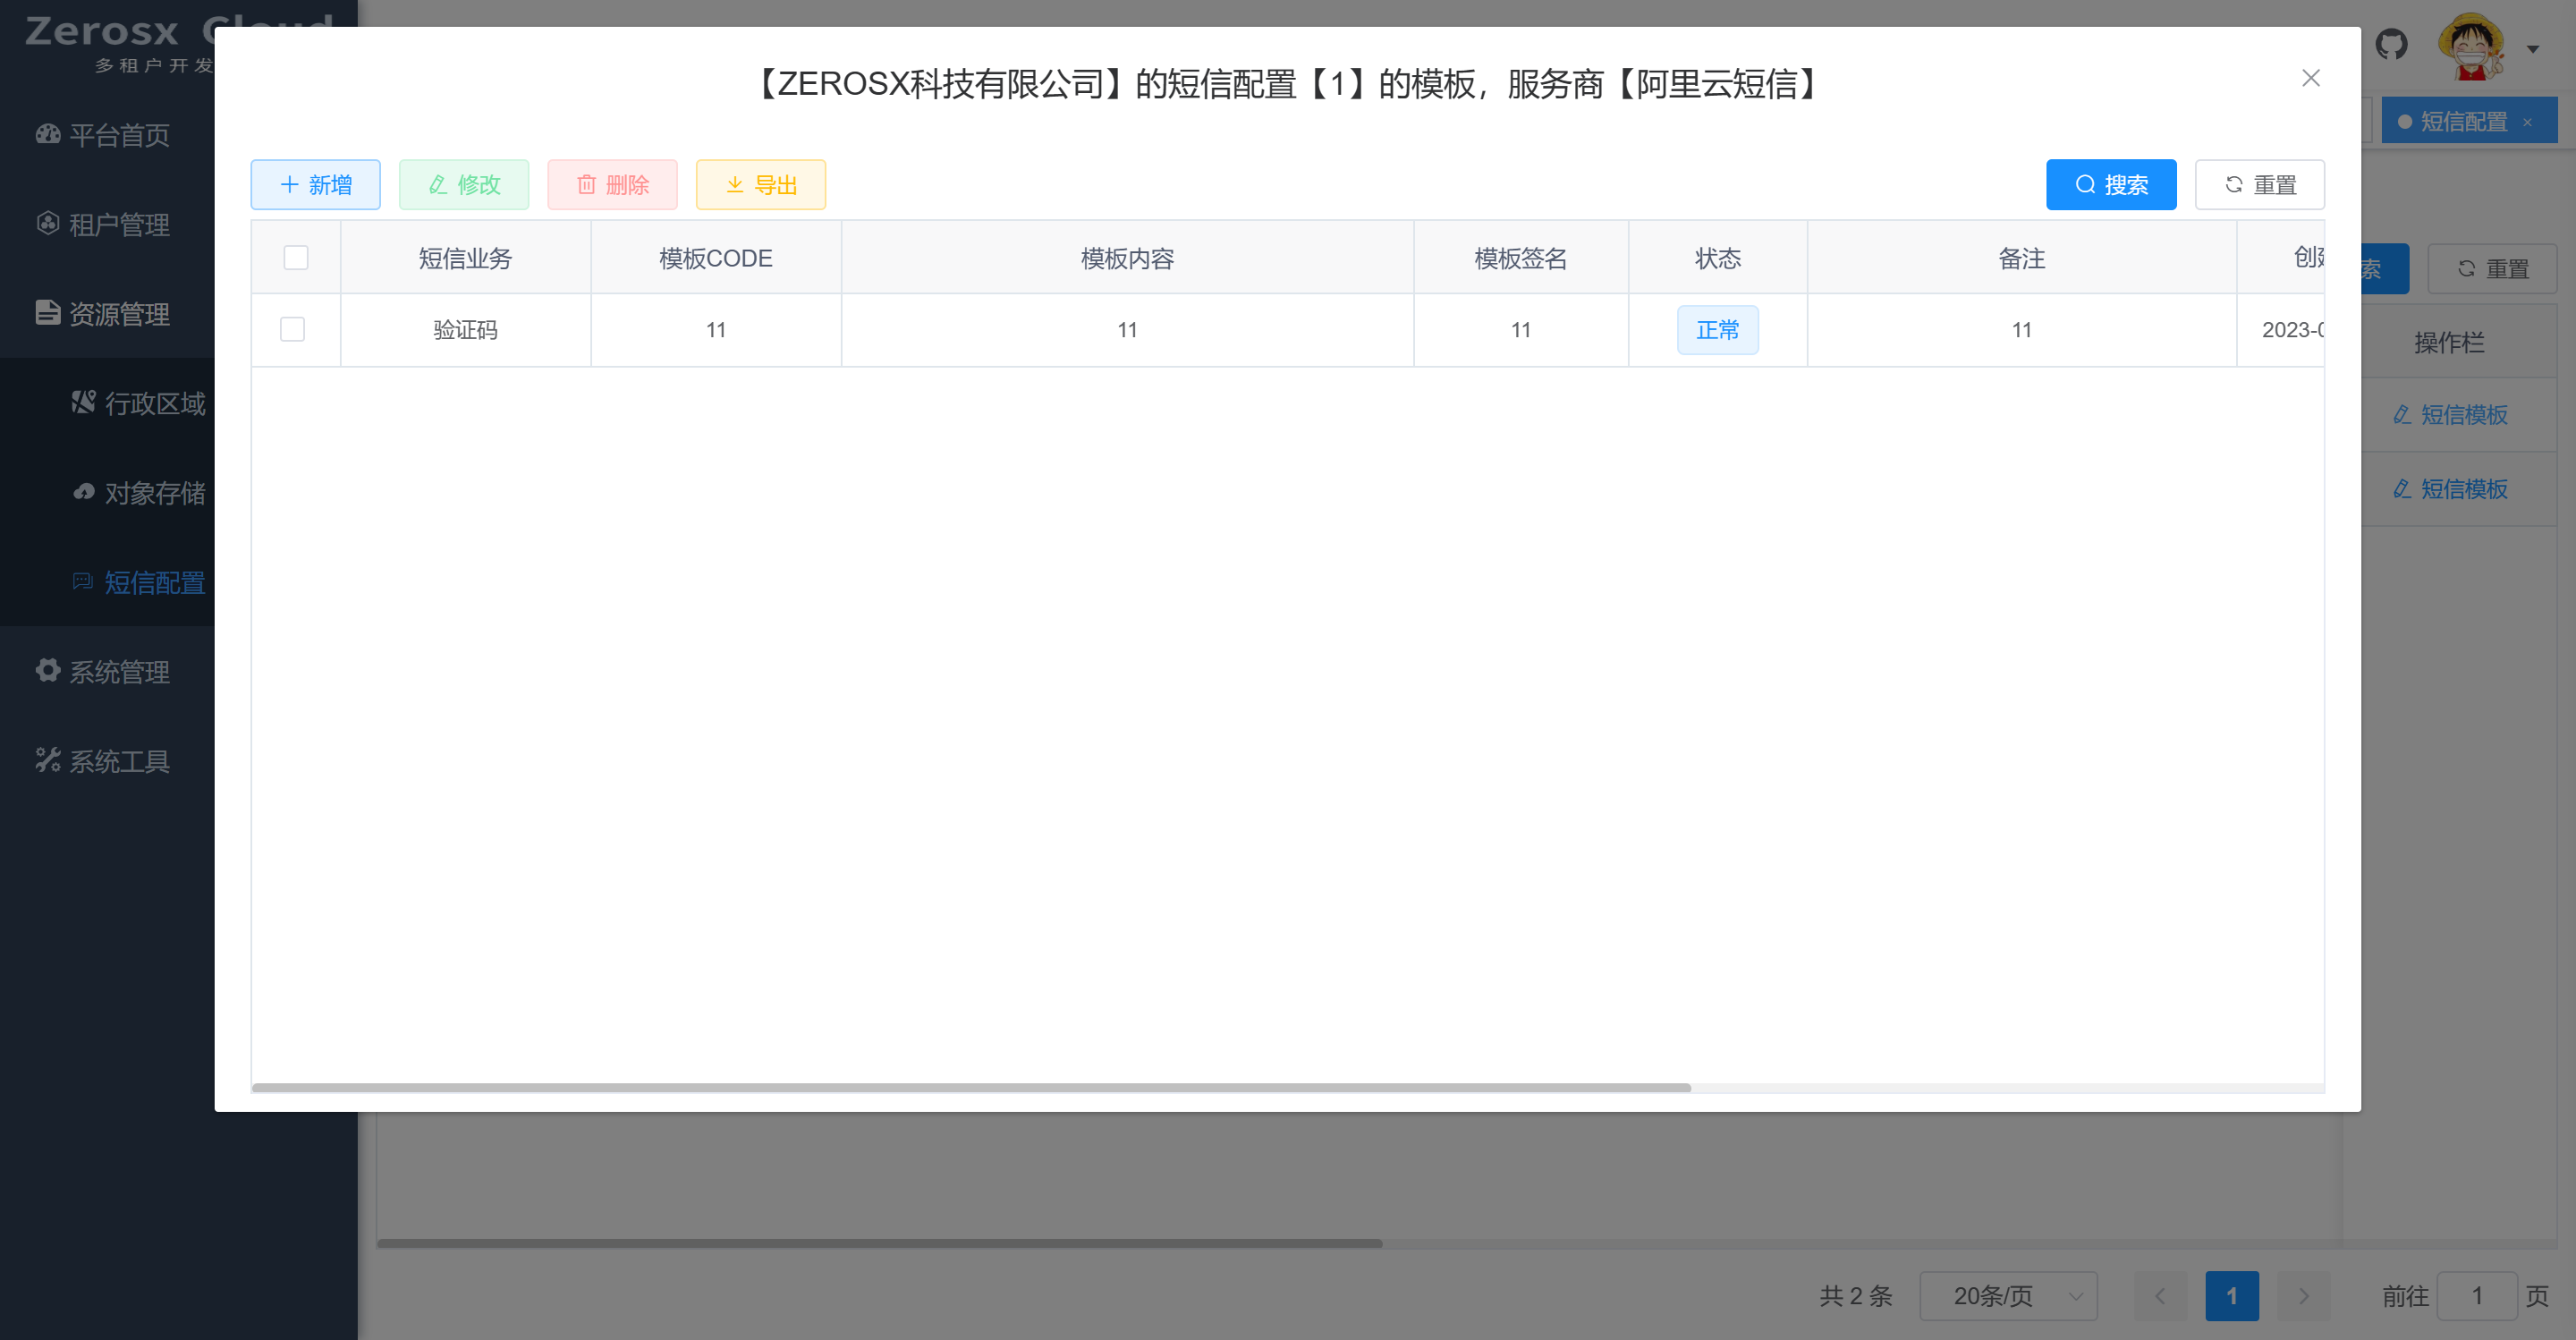 Zerosx Cloud
多租户开发
平台首页
租户管理
资源管理
行政区域
对象存储
短信配置
系统管理
系统工具
短信配置 ×
【ZEROSX科技有限公司】的短信配置【1】的模板，服务商【阿里云短信】
新增 修改 删除 导出 搜索 重置
短信业务 模板CODE 模板内容 模板签名 状态 备注 创建
验证码 11 11 11 正常 11 2023-0
索 重置
操作栏
短信模板
短信模板
共 2 条 20条/页 1 前往 1 页